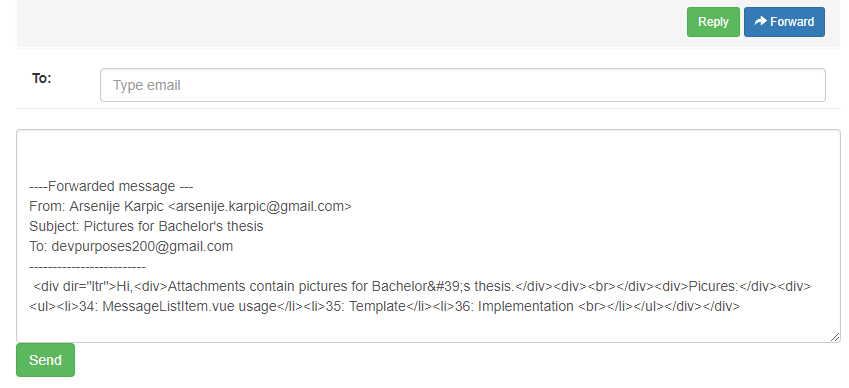 Reply Forward
To: Type email
----Forwarded message ---
From: Arsenije Karpic <arsenije.karpic@gmail.com>
Subject: Pictures for Bachelor's thesis
To: devpurposes200@gmail.com
-------------------------
<div dir="ltr">Hi,<div>Attachments contain pictures for Bachelor&#39;s thesis.</div><div><br></div><div>Picures:</div><div>
<ul><li>34: MessageListItem.vue usage</li><li>35: Template</li><li>36: Implementation <br></li></ul></div></div>
Send